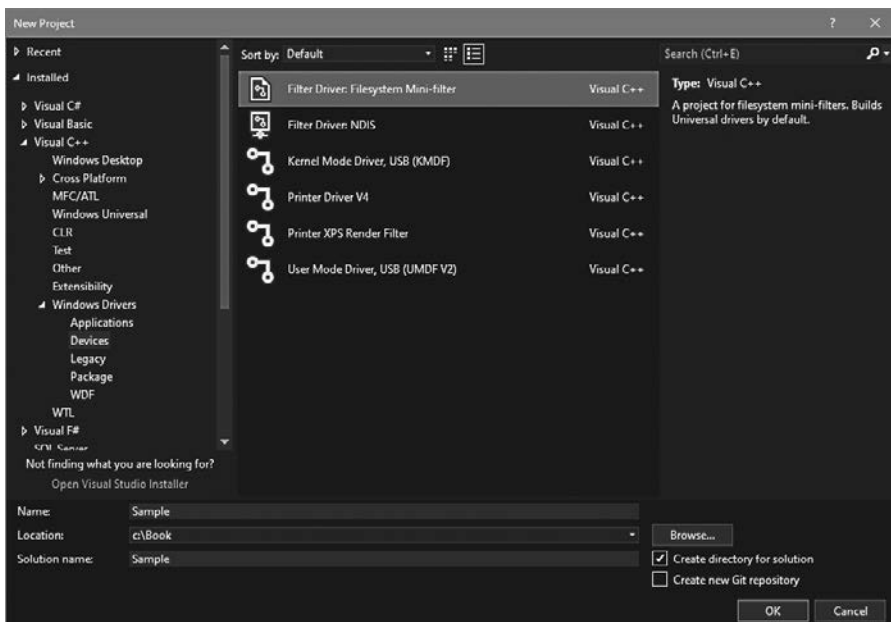 New Project
Recent
Installed
Visual C#
Visual Basic
Visual C++
Windows Desktop
Cross Platform
MFC/ATL
Windows Universal
CLR
Test
Other
Extensibility
Windows Drivers
Applications
Devices
Legacy
Package
WDF
WTL
Visual F#
SQL Server
Not finding what you are looking for?
Open Visual Studio Installer
Sort by: Default
Filter Driver: Filesystem Mini-filter Visual C++
Filter Driver: NDIS Visual C++
Kernel Mode Driver, USB (KMDF) Visual C++
Printer Driver V4 Visual C++
Printer XPS Render Filter Visual C++
User Mode Driver, USB (UMDF V2) Visual C++
Search (Ctrl+E)
Type: Visual C++
A project for filesystem mini-filters. Builds
Universal drivers by default.
Name: Sample
Location: c:\Book
Browse...
Solution name: Sample
Create directory for solution
Create new Git repository
OK Cancel